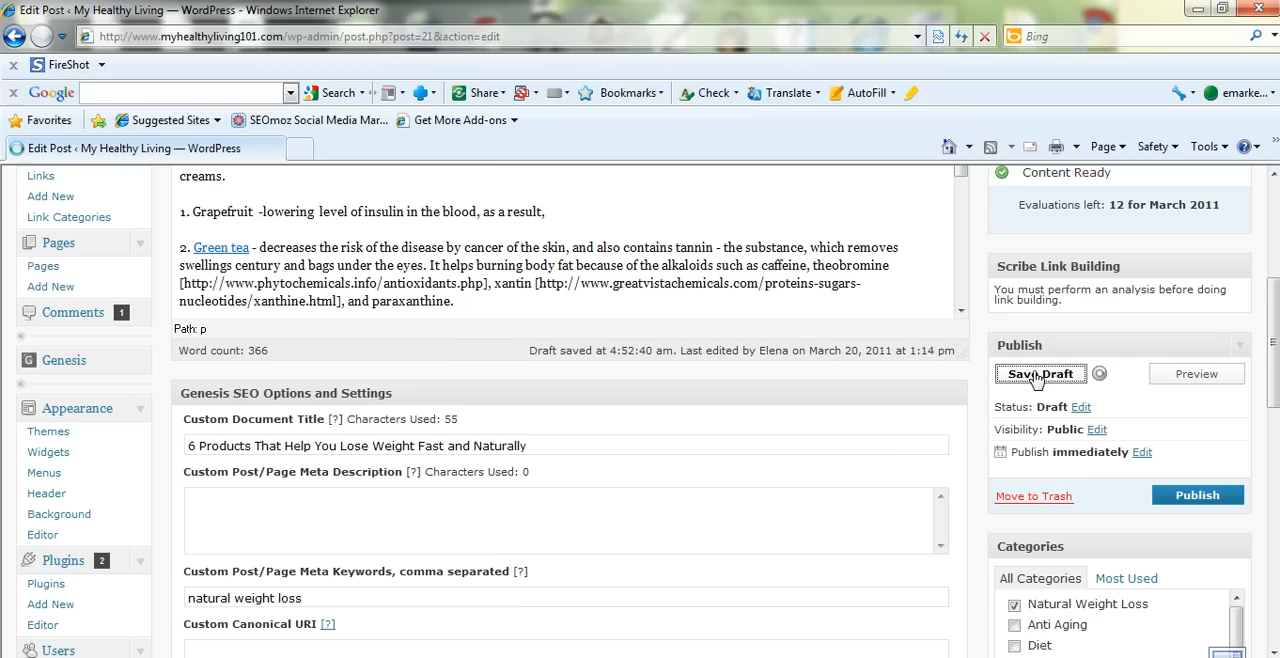 Edit Post ‹ My Healthy Living — WordPress - Windows Internet Explorer
http://www.myhealthyliving101.com/wp-admin/post.php?post=21&action=edit
Bing
x FireShot
x Google Search Share Bookmarks Check Translate AutoFill emarke...
Favorites Suggested Sites SEOmoz Social Media Mar... Get More Add-ons
Edit Post ‹ My Healthy Living — WordPress
Page Safety Tools
Links
Add New
Link Categories
Pages
Pages
Add New
Comments 1
Genesis
Appearance
Themes
Widgets
Menus
Header
Background
Editor
Plugins 2
Plugins
Add New
Editor
Users
creams.
1. Grapefruit -lowering level of insulin in the blood, as a result,
2. Green tea - decreases the risk of the disease by cancer of the skin, and also contains tannin - the substance, which removes
swellings century and bags under the eyes. It helps burning body fat because of the alkaloids such as caffeine, theobromine
[http://www.phytochemicals.info/antioxidants.php], xantin [http://www.greatvistachemicals.com/proteins-sugars-
nucleotides/xanthine.html], and paraxanthine.
Path: p
Word count: 366 Draft saved at 4:52:40 am. Last edited by Elena on March 20, 2011 at 1:14 pm
Genesis SEO Options and Settings
Custom Document Title [?] Characters Used: 55
6 Products That Help You Lose Weight Fast and Naturally
Custom Post/Page Meta Description [?] Characters Used: 0
Custom Post/Page Meta Keywords, comma separated [?]
natural weight loss
Custom Canonical URI [?]
Content Ready
Evaluations left: 12 for March 2011
Scribe Link Building
You must perform an analysis before doing
link building.
Publish
Save Draft Preview
Status: Draft Edit
Visibility: Public Edit
Publish immediately Edit
Move to Trash Publish
Categories
All Categories Most Used
Natural Weight Loss
Anti Aging
Diet